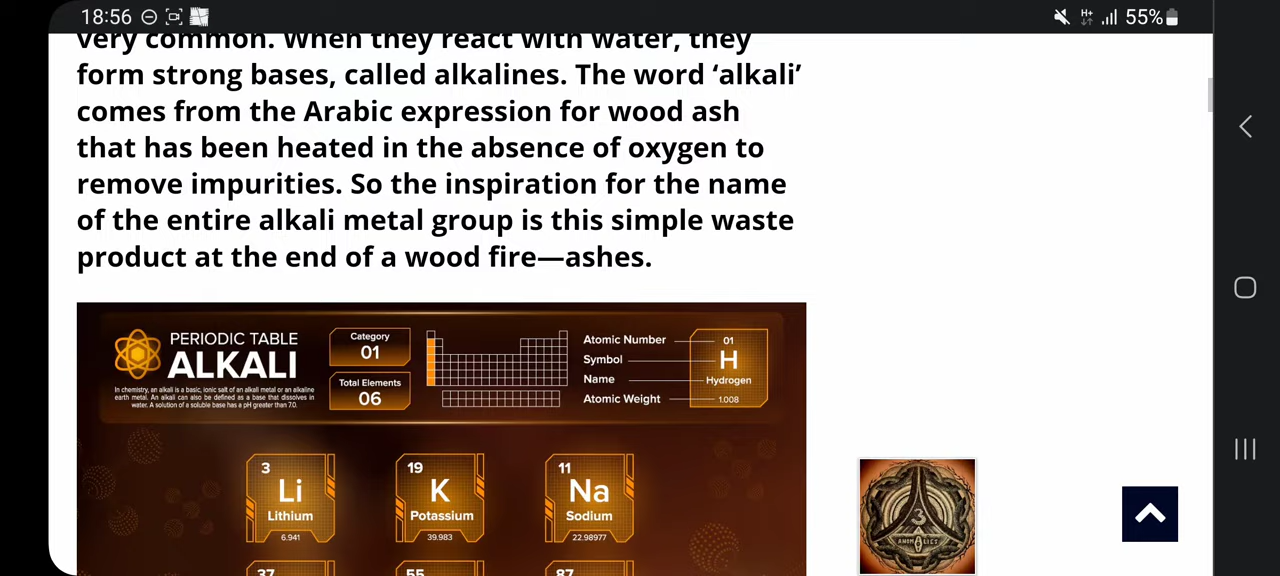 18:56
H+
55%
very common. When they react with water, they
form strong bases, called alkalines. The word ‘alkali’
comes from the Arabic expression for wood ash
that has been heated in the absence of oxygen to
remove impurities. So the inspiration for the name
of the entire alkali metal group is this simple waste
product at the end of a wood fire—ashes.
PERIODIC TABLE
ALKALI
In chemistry, an alkali is a basic, ionic salt of an alkali metal or an alkaline
earth metal. An alkali can also be defined as a base that dissolves in
water. A solution of a soluble base has a pH greater than 7.0.
Category
01
Total Elements
06
Atomic Number
Symbol
Name
Atomic Weight
01
H
Hydrogen
1.008
3
Li
Lithium
6.941
19
K
Potassium
39.983
11
Na
Sodium
22.98977
37
55
87
3